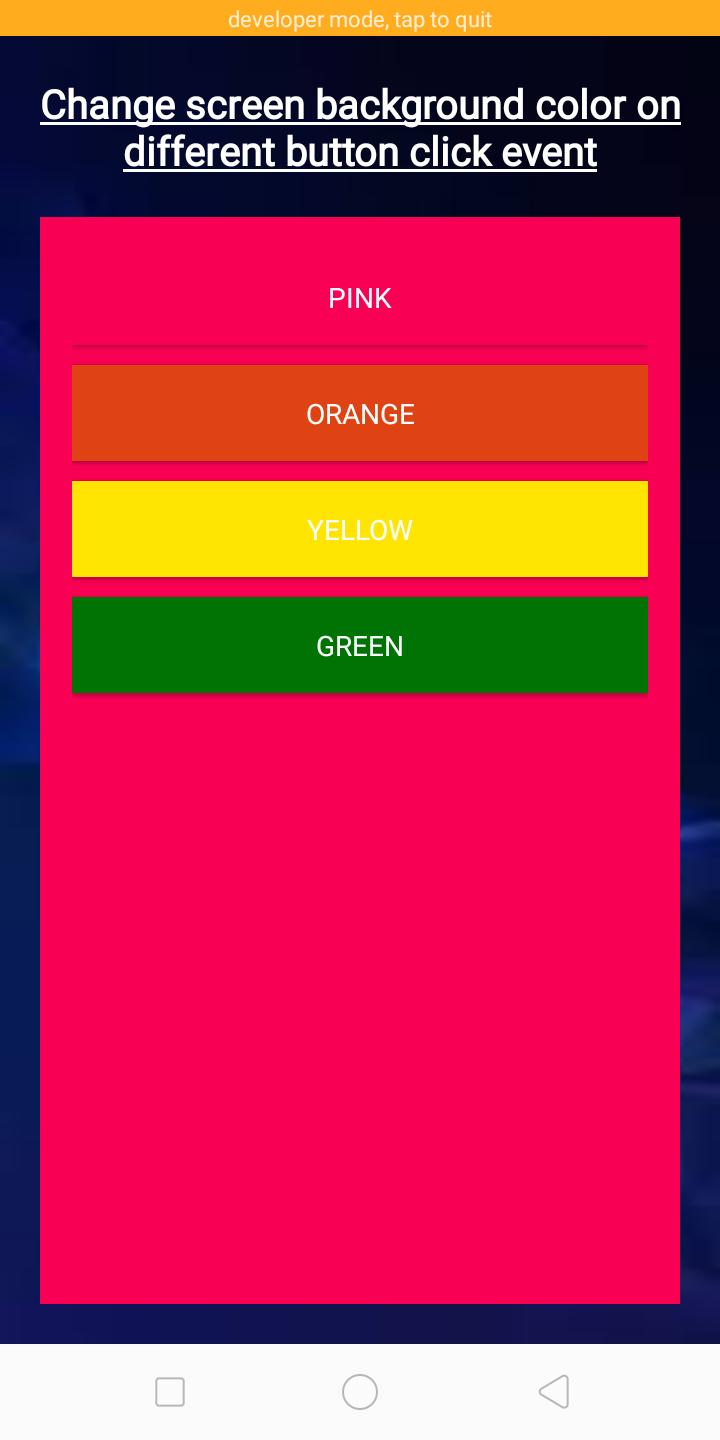 developer mode, tap to quit
Change screen background color on
different button click event
PINK
ORANGE
YELLOW
GREEN